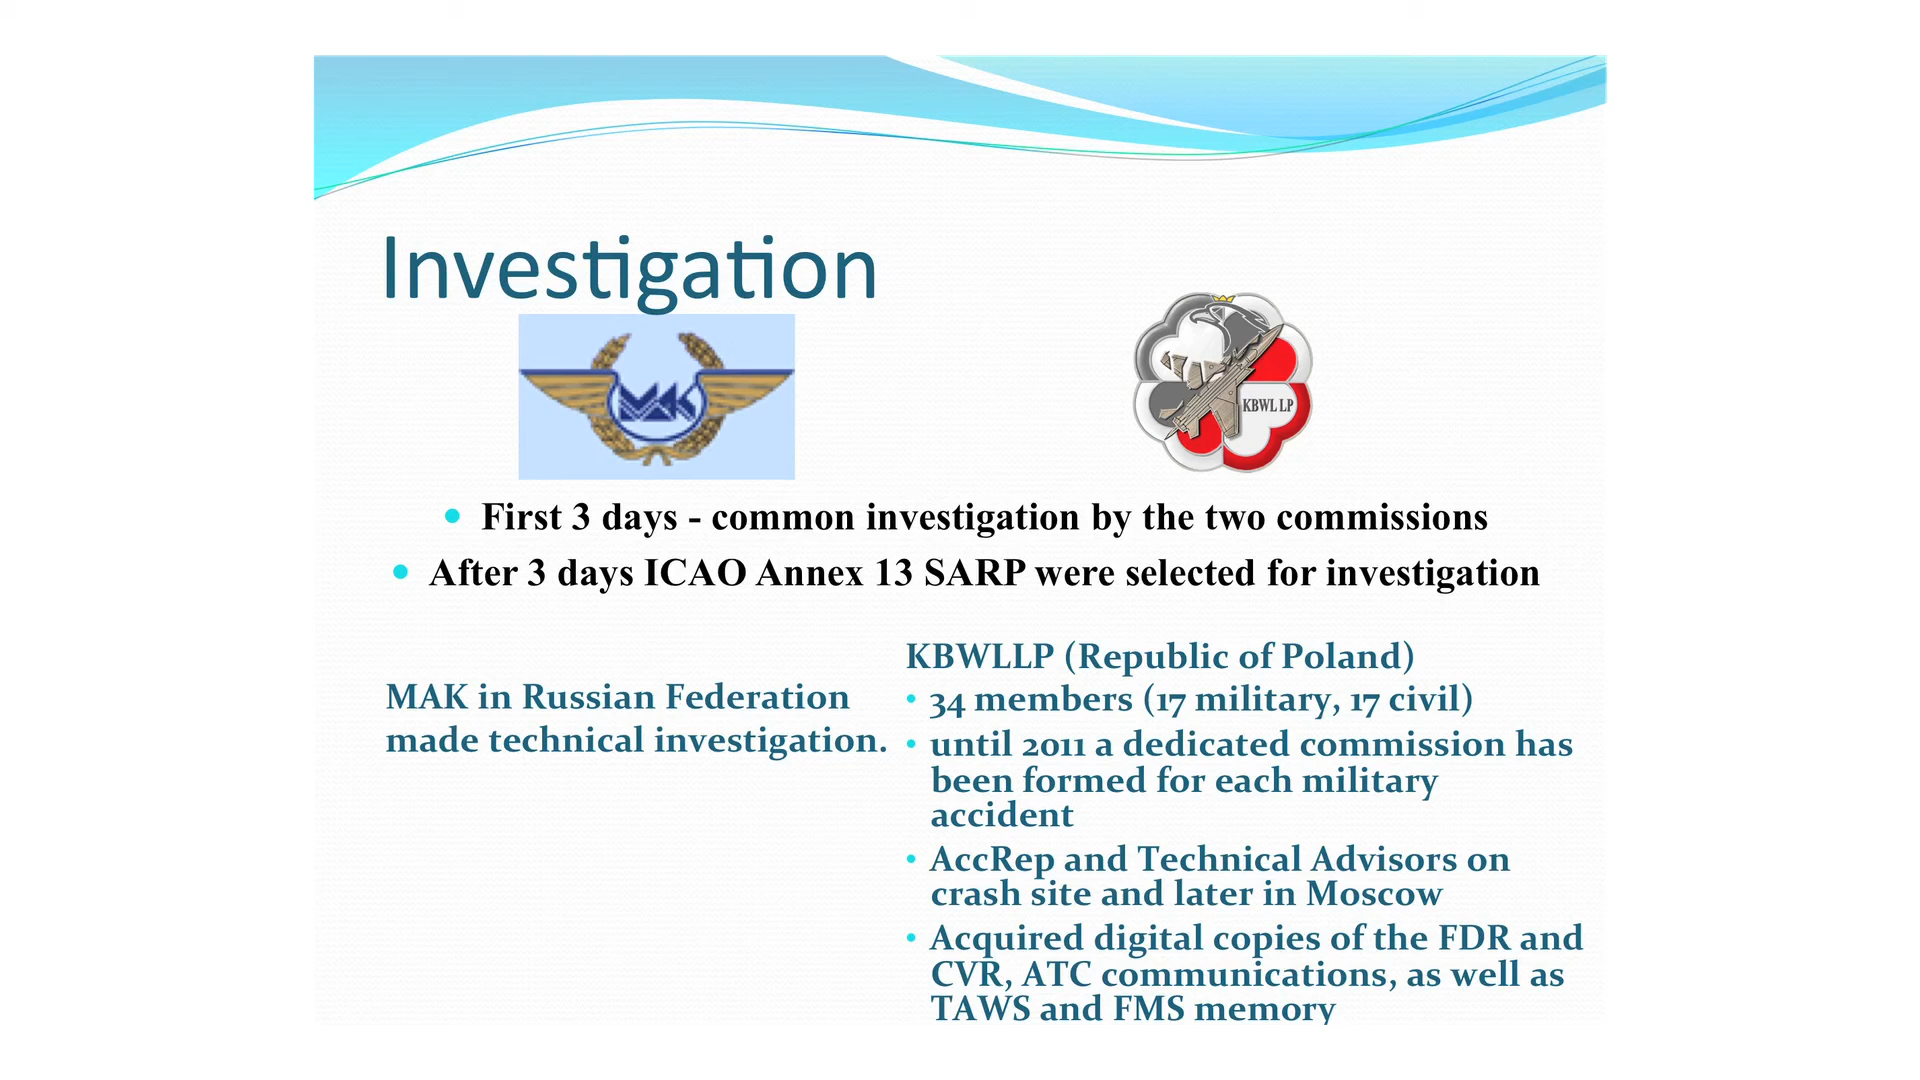 Investigation
MAK
KBWL LP
First 3 days - common investigation by the two commissions
After 3 days ICAO Annex 13 SARP were selected for investigation
MAK in Russian Federation
made technical investigation.
KBWLLP (Republic of Poland)
34 members (17 military, 17 civil)
until 2011 a dedicated commission has
been formed for each military
accident
AccRep and Technical Advisors on
crash site and later in Moscow
Acquired digital copies of the FDR and
CVR, ATC communications, as well as
TAWS and FMS memory